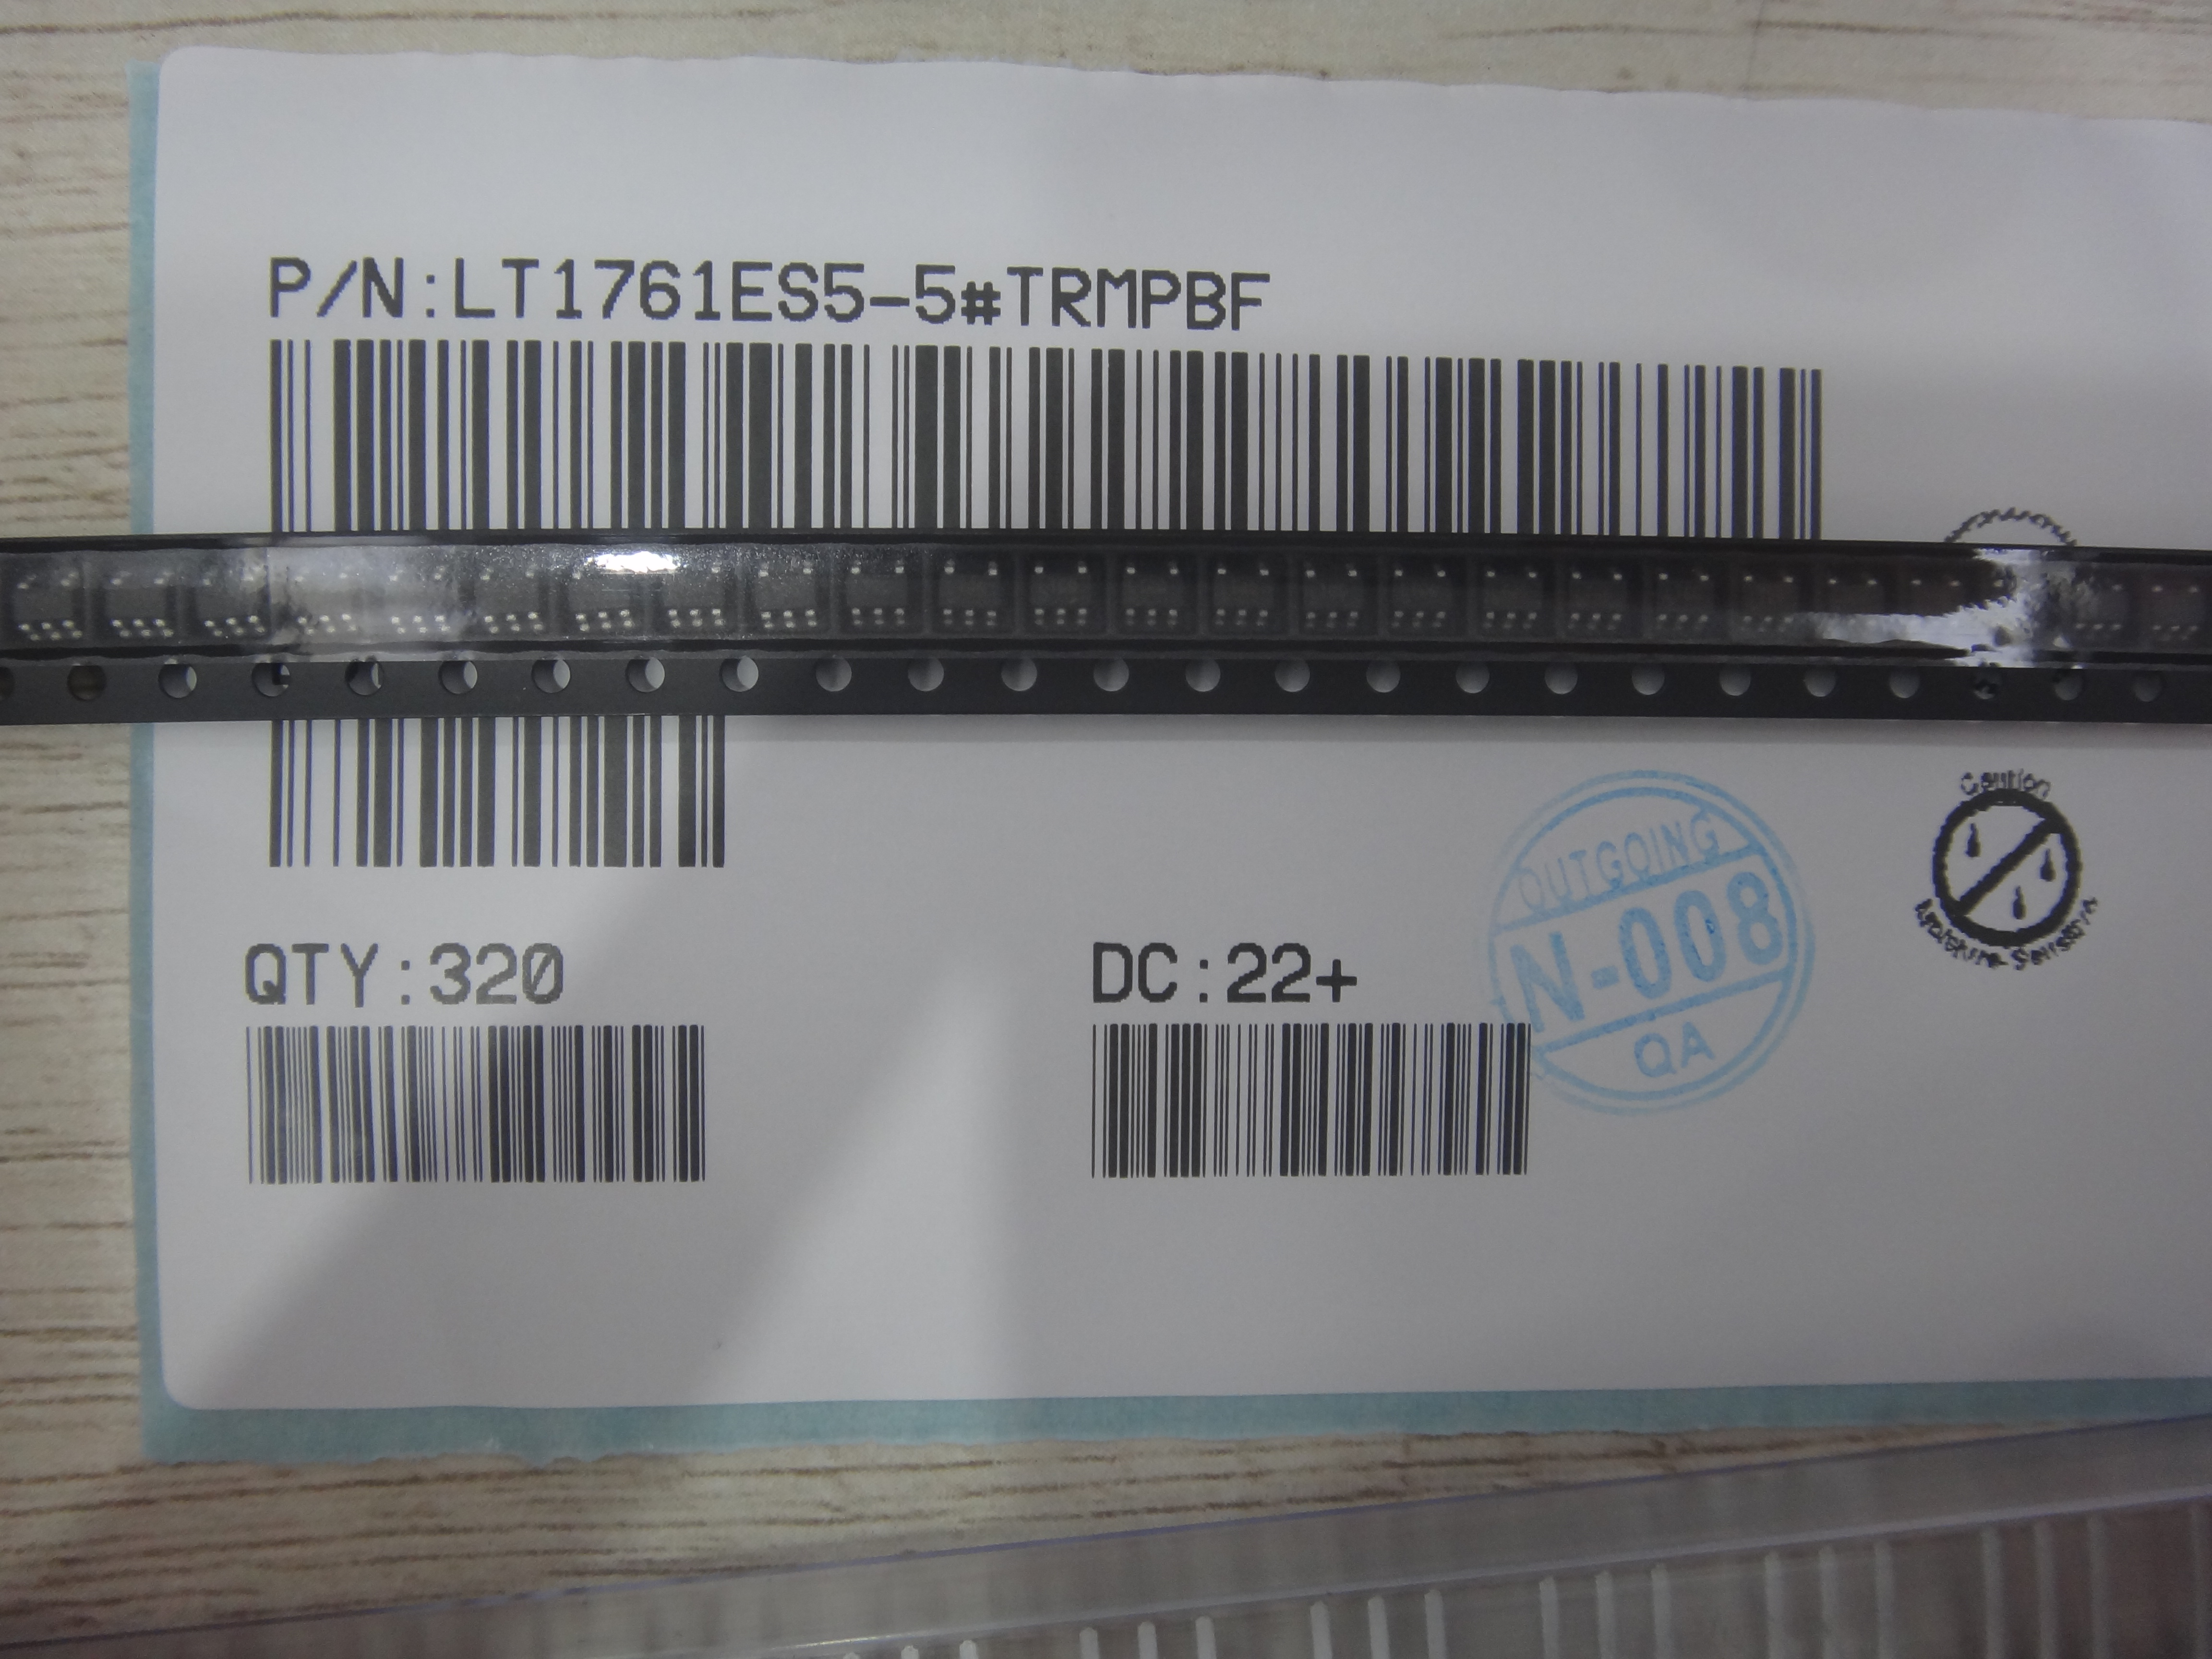 P/N:LT1761ES5-5#TRMPBF
QTY:320
DC:22+
OUTGOING
N-008
QA
Caution